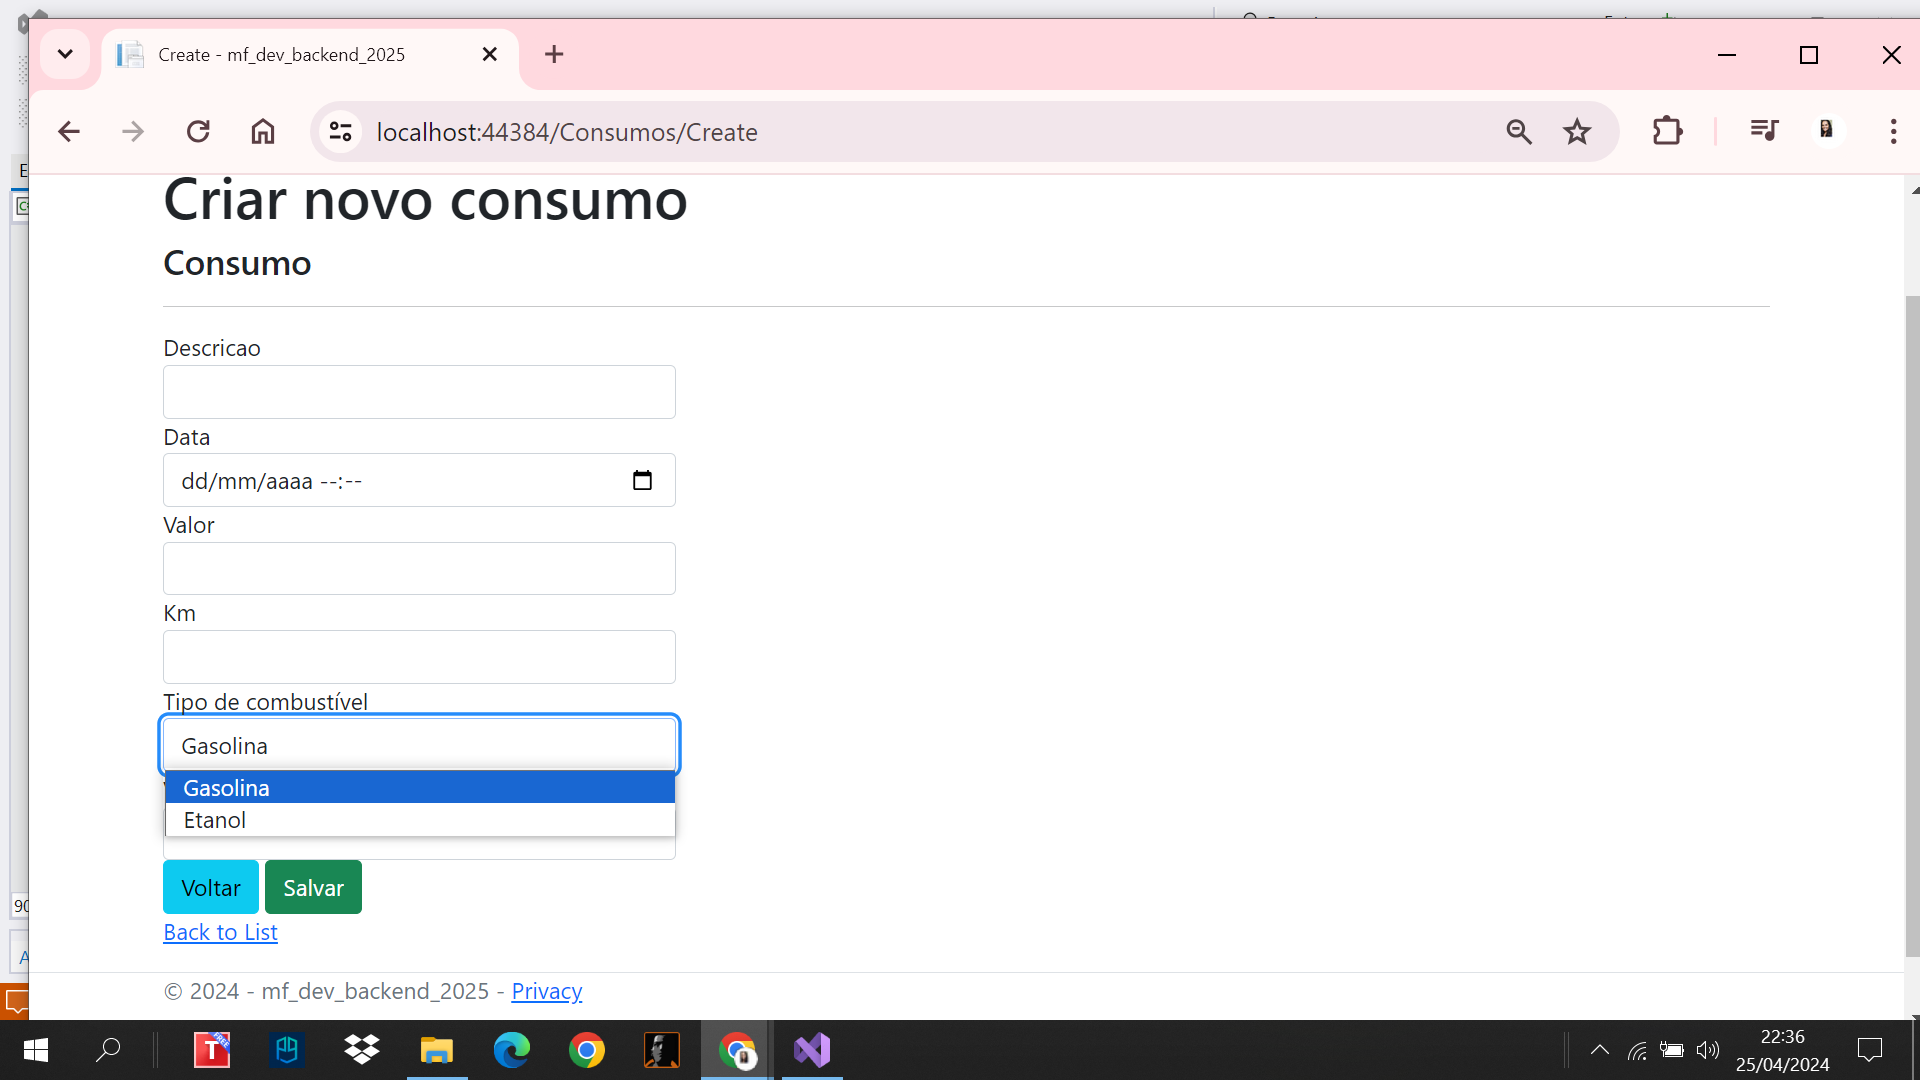 Create - mf_dev_backend_2025
localhost:44384/Consumos/Create
Criar novo consumo
Consumo
Descricao
Data
dd/mm/aaaa --:--
Valor
Km
Tipo de combustível
Gasolina
Gasolina
Etanol
Voltar Salvar
Back to List
© 2024 - mf_dev_backend_2025 - Privacy
22:36
25/04/2024